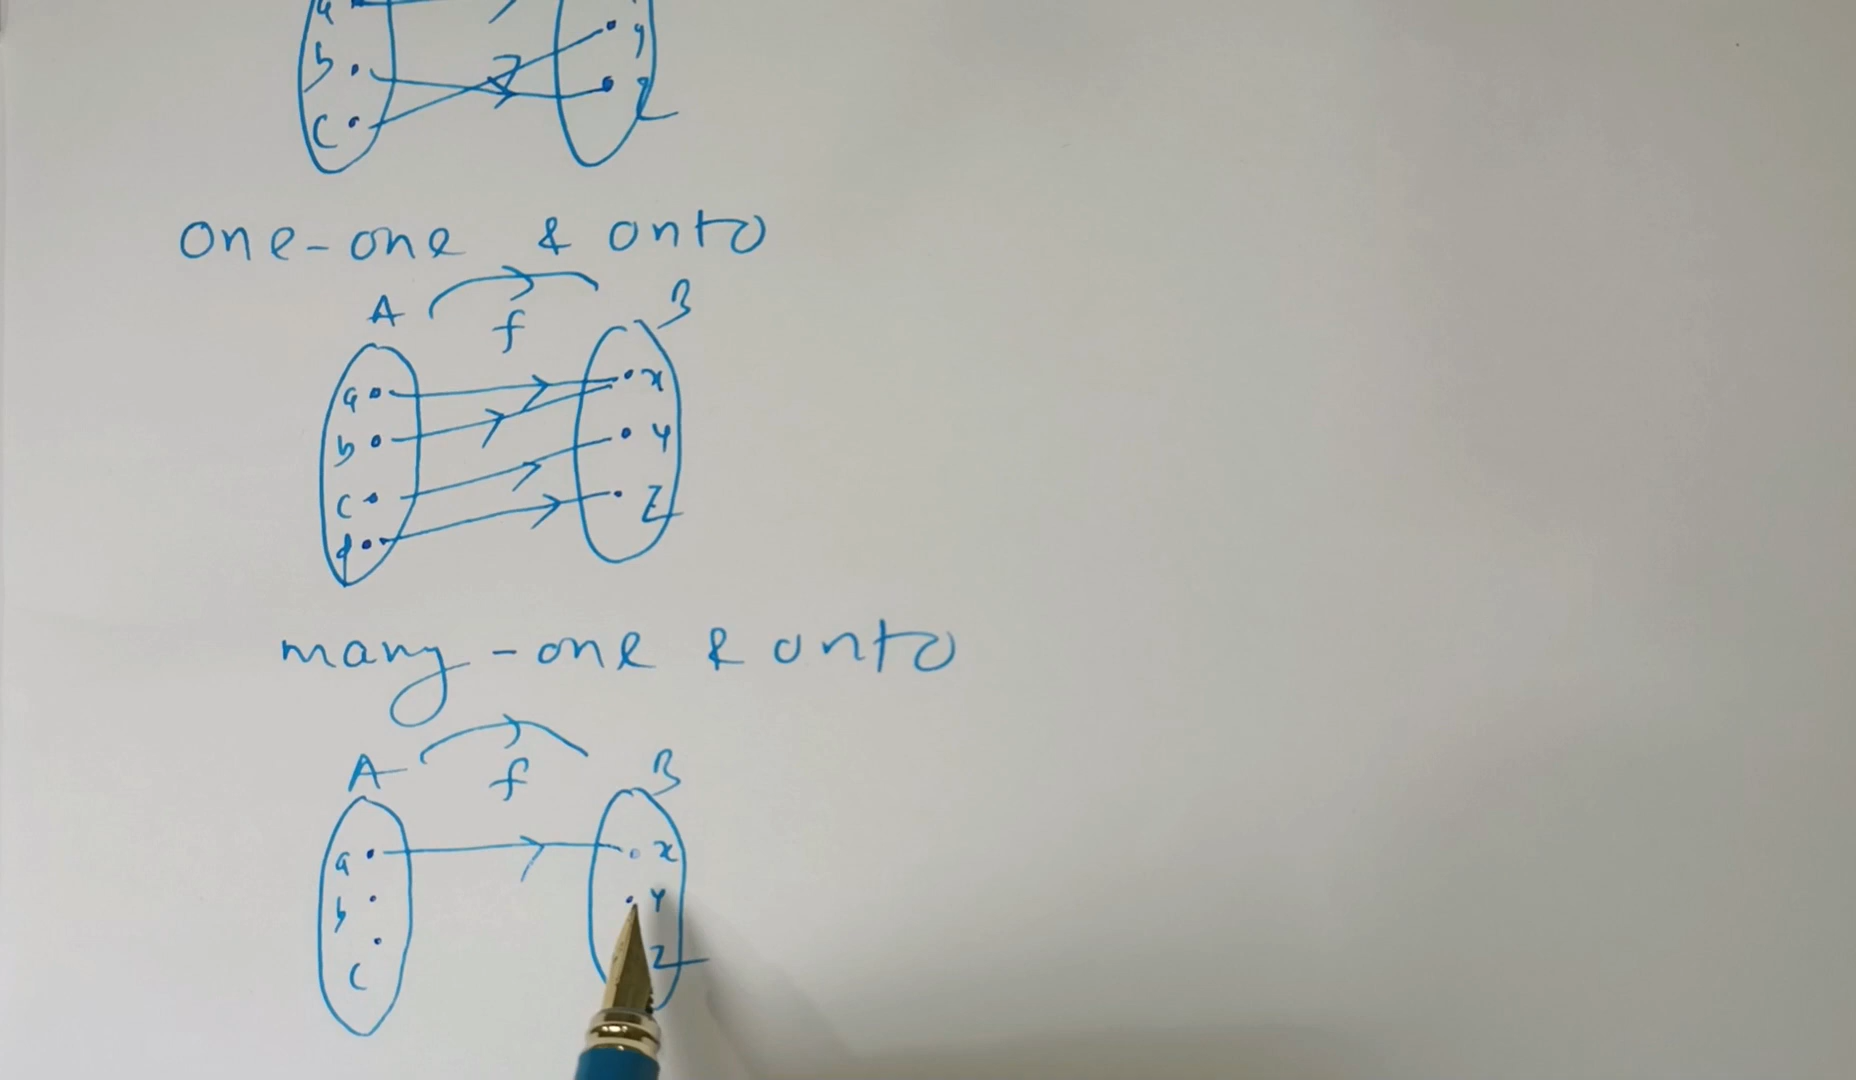 a
b y
c z
one-one & onto
A f B
a x
b y
c z
d
many-one & onto
A f B
a x
b y
c z